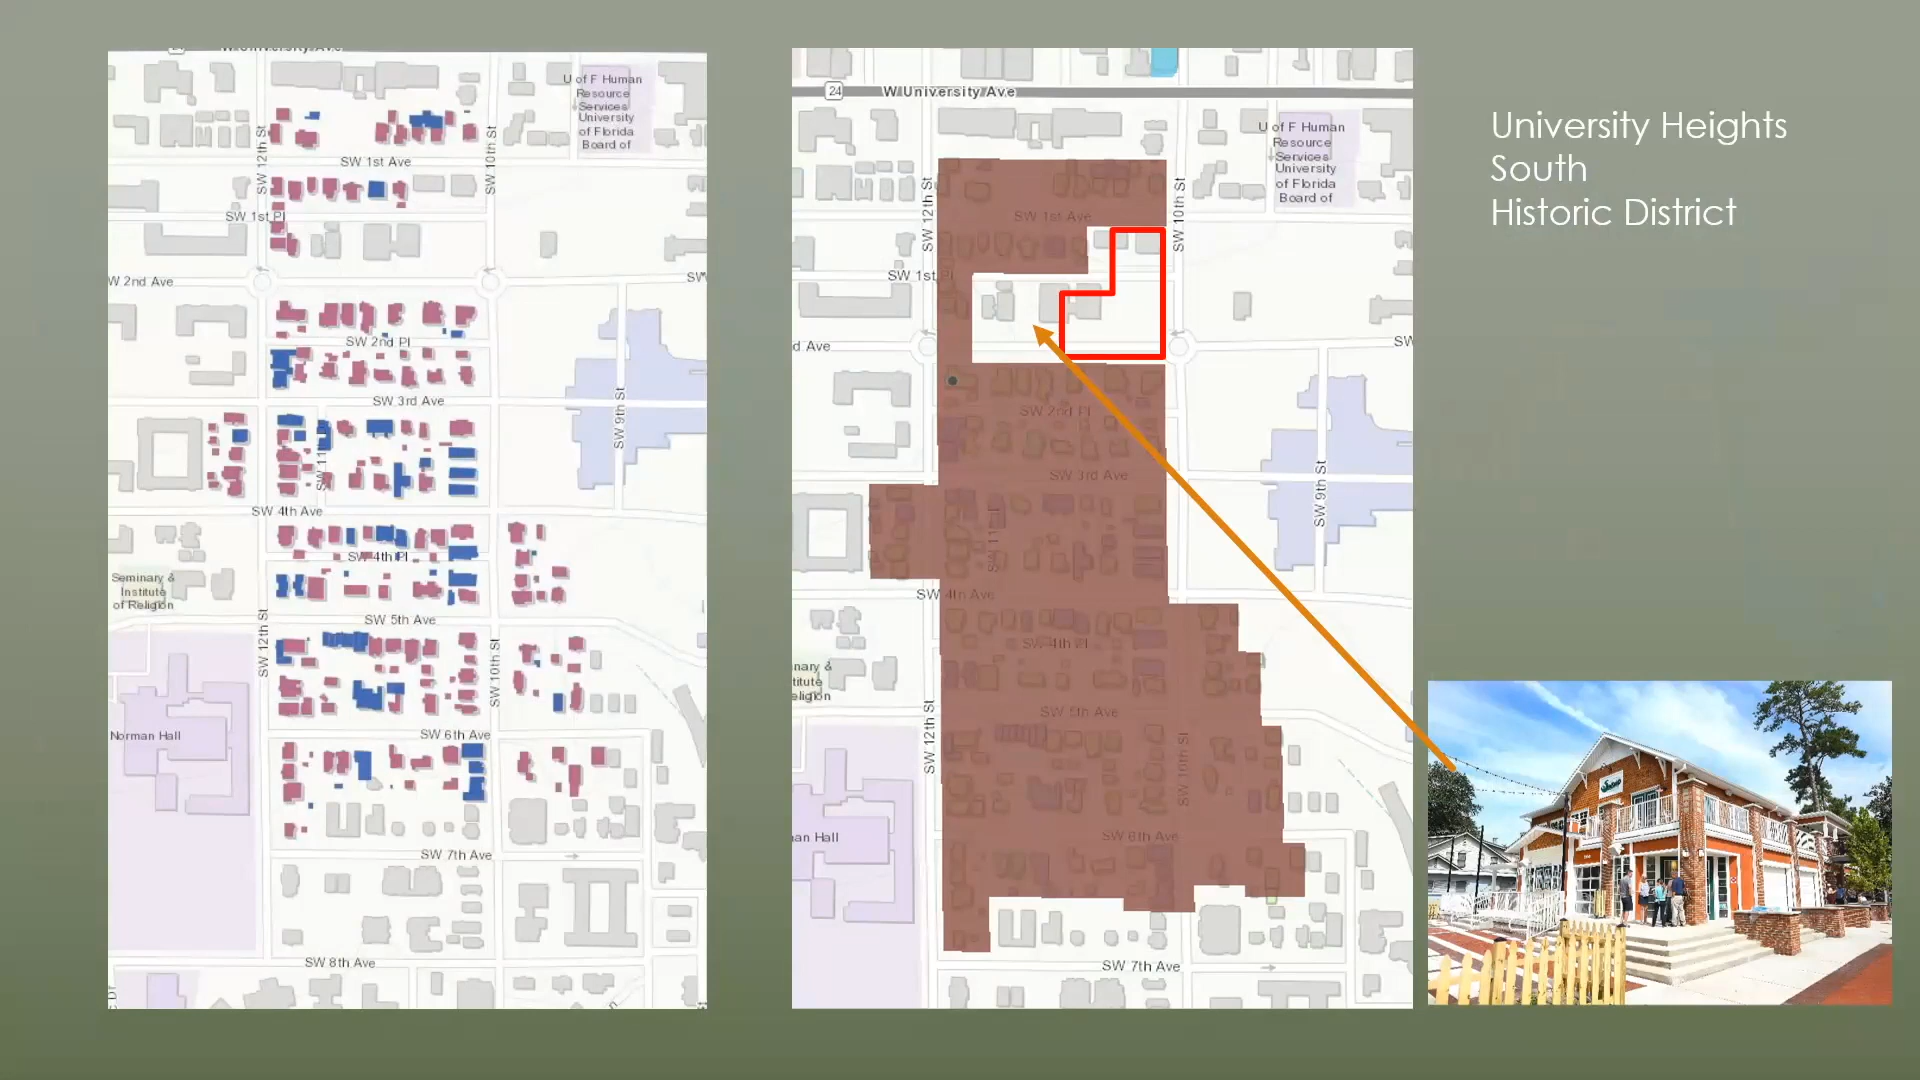 University Heights
South
Historic District
U of F Human
Resource
Services
University
of Florida
Board of
SW 12th St
SW 10th St
SW 1st Ave
SW 1st Pl
W 2nd Ave
SW 2nd Pl
SW 3rd Ave
SW 9th St
SW 4th Ave
SW 4th Pl
Seminary &
Institute
of Religion
SW 5th Ave
SW 12th St
SW 10th St
SW 6th Ave
Norman Hall
SW 7th Ave
SW 8th Ave
24
W University Ave
U of F Human
Resource
Services
University
of Florida
Board of
SW 12th St
SW 10th St
SW 1st Ave
SW 1st Pl
d Ave
SW
SW 2nd Pl
SW 3rd Ave
SW 9th St
SW 4th Ave
SW 4th Pl
nary &
titute
eligion
SW 5th Ave
SW 12th St
SW 10th St
SW 6th Ave
an Hall
SW 7th Ave